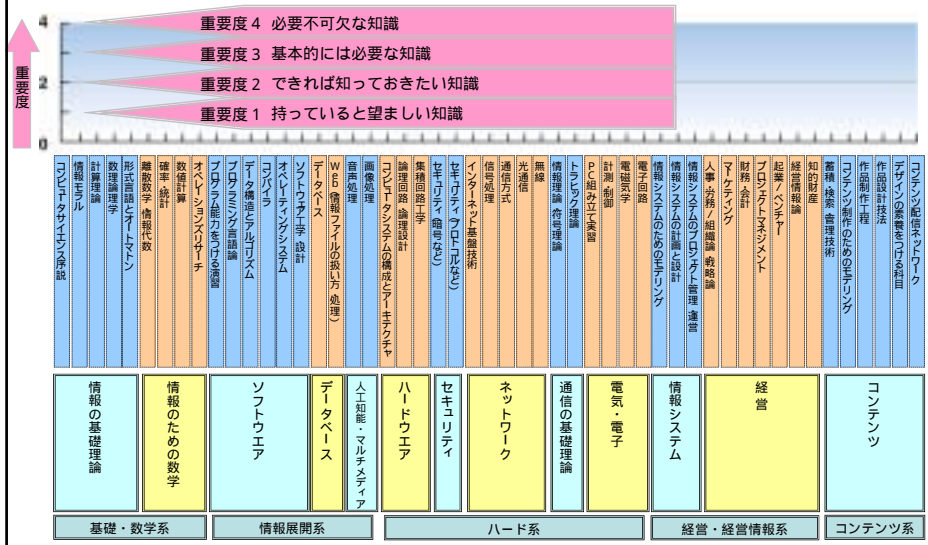 4
重要度４ 必要不可欠な知識
重要度３ 基本的には必要な知識
2
重要度２ できれば知っておきたい知識
重要度１ 持っていると望ましい知識
0
重要度
コンピュータサイエンス序説
情報モラル
計算理論
数理論理学
形式言語とオートマトン
離散数学・情報代数
確率・統計
数値計算
オペレーションズリサーチ
プログラム能力をつける演習
プログラミング言語論
データ構造とアルゴリズム
コンパイラ
オペレーティングシステム
ソフトウェア工学・設計
データベース
Ｗｅｂ（情報ファイルの扱い方・処理）
音声処理
画像処理
コンピュータシステムの構成とアーキテクチャ
論理回路・論理設計
集積回路工学
セキュリティ（暗号など）
セキュリティ（プロトコルなど）
インターネット基盤技術
信号処理
通信方式
光通信
無線
情報理論・符号理論
トラヒック理論
ＰＣ組み立て実習
計測・制御
電磁気学
電子回路
情報システムのためのモデリング
情報システムの計画と設計
情報システムのプロジェクト管理・運営
人事・労務/組織論・戦略論
マーケティング
財務・会計
プロジェクトマネジメント
起業/ベンチャー
経営情報論
知的財産
蓄積・検索・管理技術
コンテンツ制作のためのモデリング
作品制作工程
作品設計技法
デザインの素養をつける科目
コンテンツ配信ネットワーク
情報の基礎理論
情報のための数学
ソフトウエア
データベース
人工知能・マルチメディア
ハードウエア
セキュリティ
ネットワーク
通信の基礎理論
電気・電子
情報システム
経営
コンテンツ
基礎・数学系
情報展開系
ハード系
経営・経営情報系
コンテンツ系